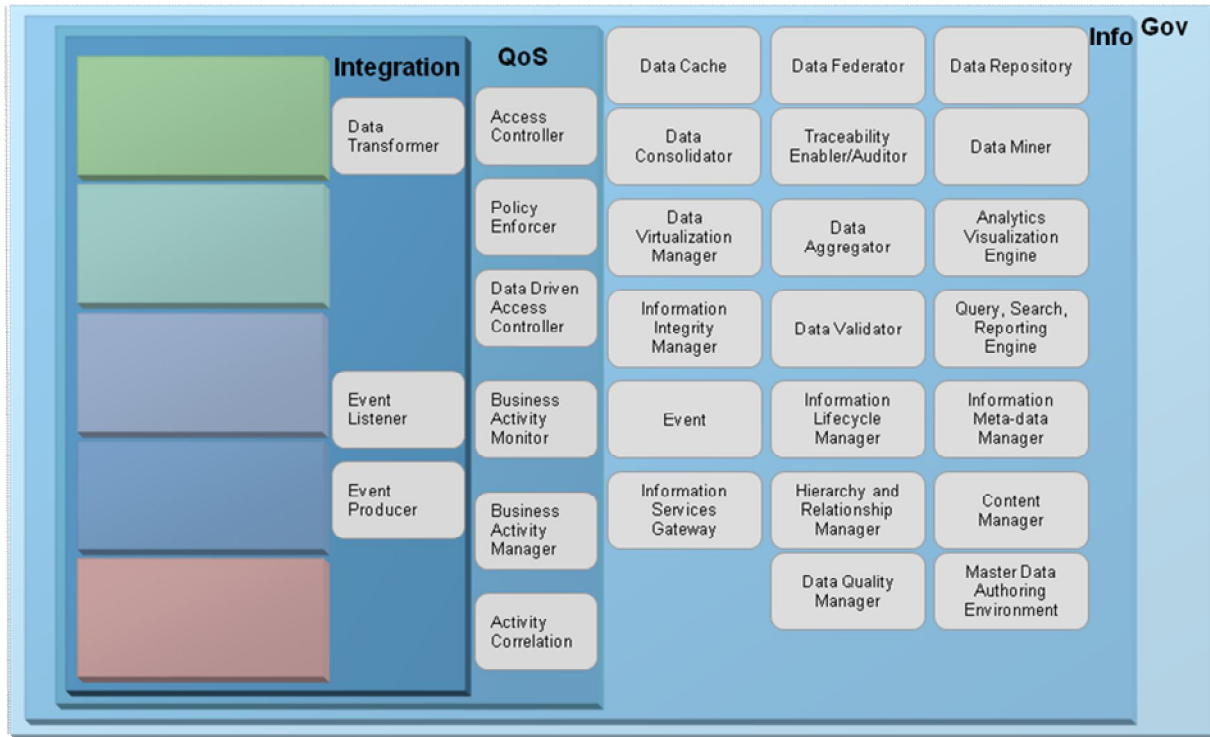 Gov
Info
QoS
Integration
Data
Transformer
Event
Listener
Event
Producer
Access
Controller
Policy
Enforcer
Data Driven
Access
Controller
Business
Activity
Monitor
Business
Activity
Manager
Activity
Correlation
Data Cache
Data Federator
Data Repository
Data
Consolidator
Traceability
Enabler/Auditor
Data Miner
Data
Virtualization
Manager
Data
Aggregator
Analytics
Visualization
Engine
Information
Integrity
Manager
Data Validator
Query, Search,
Reporting
Engine
Event
Information
Lifecycle
Manager
Information
Meta-data
Manager
Information
Services
Gateway
Hierarchy and
Relationship
Manager
Content
Manager
Data Quality
Manager
Master Data
Authoring
Environment